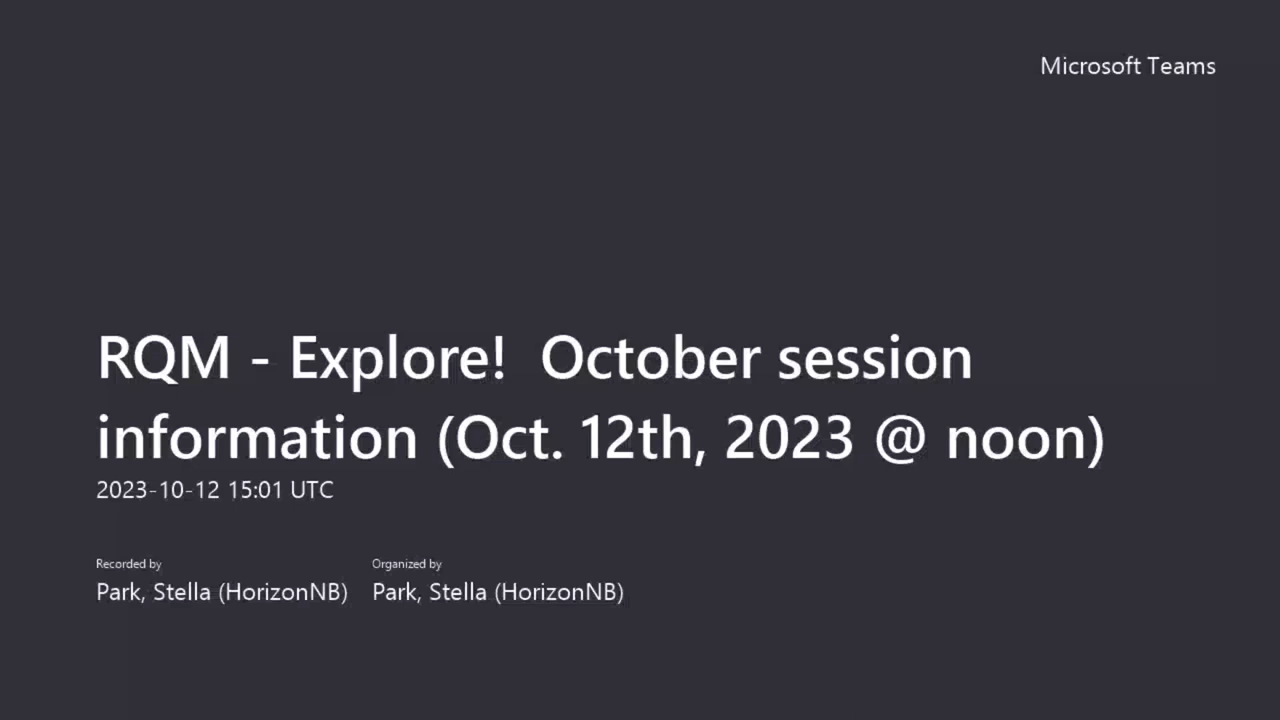 Microsoft Teams
RQM - Explore!  October session
information (Oct. 12th, 2023 @ noon)
2023-10-12 15:01 UTC
Recorded by
Organized by
Park, Stella (HorizonNB)
Park, Stella (HorizonNB)